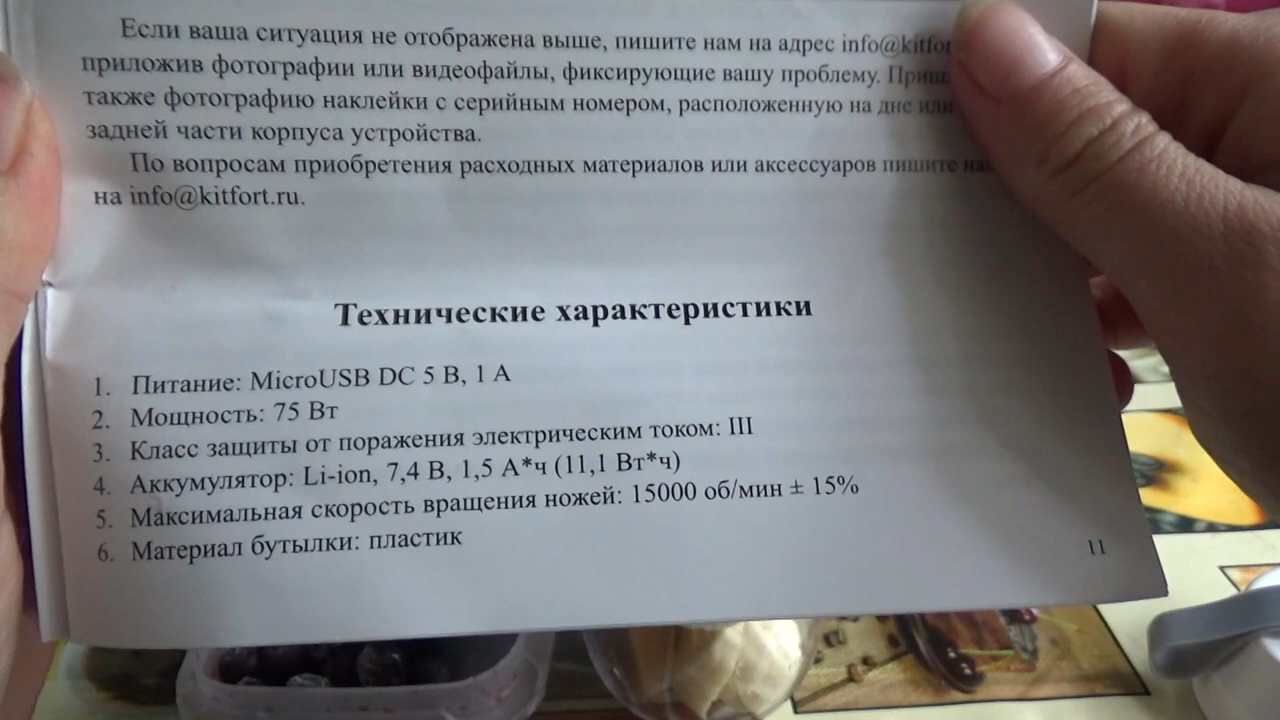 Если ваша ситуация не отображена выше, пишите нам на адрес
приложив фотографии или видеофайлы, фиксирующие вашу проблему.
также фотографию наклейки с серийным номером, расположенную на дне или
задней части корпуса устройства.
По вопросам приобретения расходных материалов или аксессуаров пишите
на info@kitfort.ru.
Технические характеристики
1. Питание: MicroUSB DC 5 В, 1 А
2. Мощность: 75 Вт
3. Класс защиты от поражения электрическим током: III
4. Аккумулятор: Li-ion, 7,4 В, 1,5 А*ч (11,1 Вт*ч)
5. Максимальная скорость вращения ножей: 15000 об/мин ± 15%
6. Материал бутылки: пластик
11